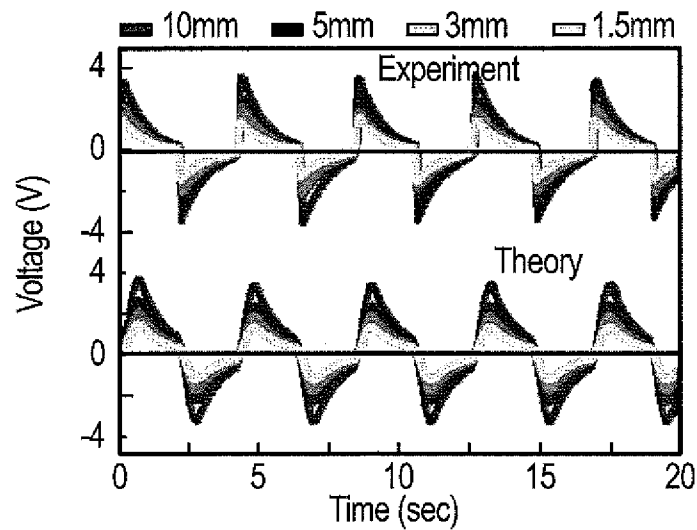 10mm 5mm 3mm 1.5mm
Experiment
4
0
-4
Theory
4
0
-4
Voltage (V)
0 5 10 15 20
Time (sec)